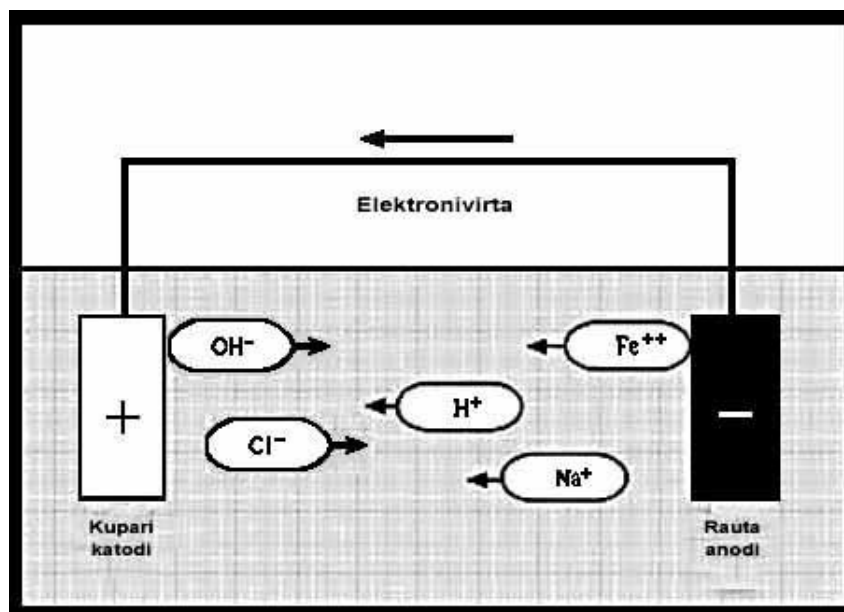 Elektronivirta
OH⁻
Fe⁺⁺
H⁺
+
−
Cl⁻
Na⁺
Kupari
katodi
Rauta
anodi